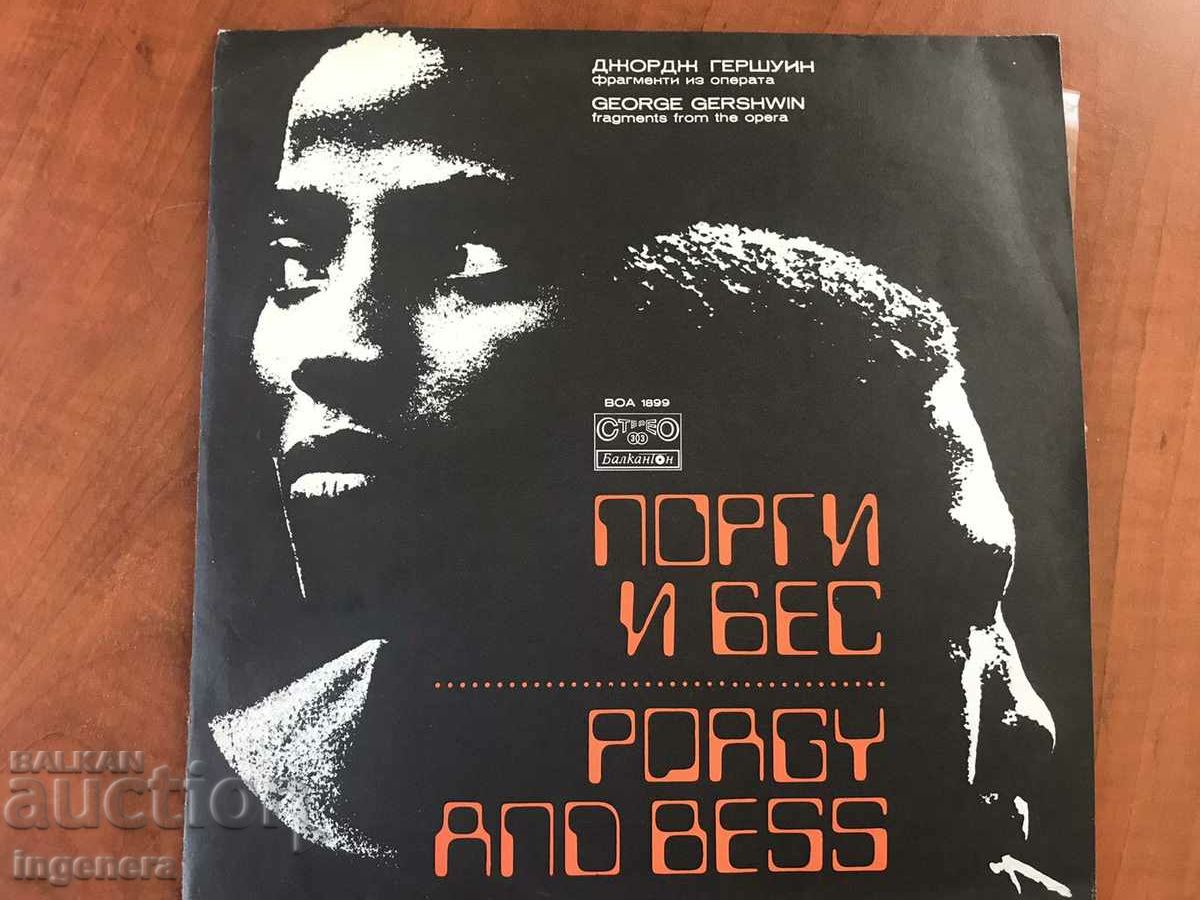 ДЖОРДЖ ГЕРШУИН
фрагменти из операта
GEORGE GERSHWIN
fragments from the opera
ВОА 1899
СТЕРЕО
33
Балкантон
ПОРГИ
И БЕС
PORGY
AND BESS
BALKAN
auction
ingenera